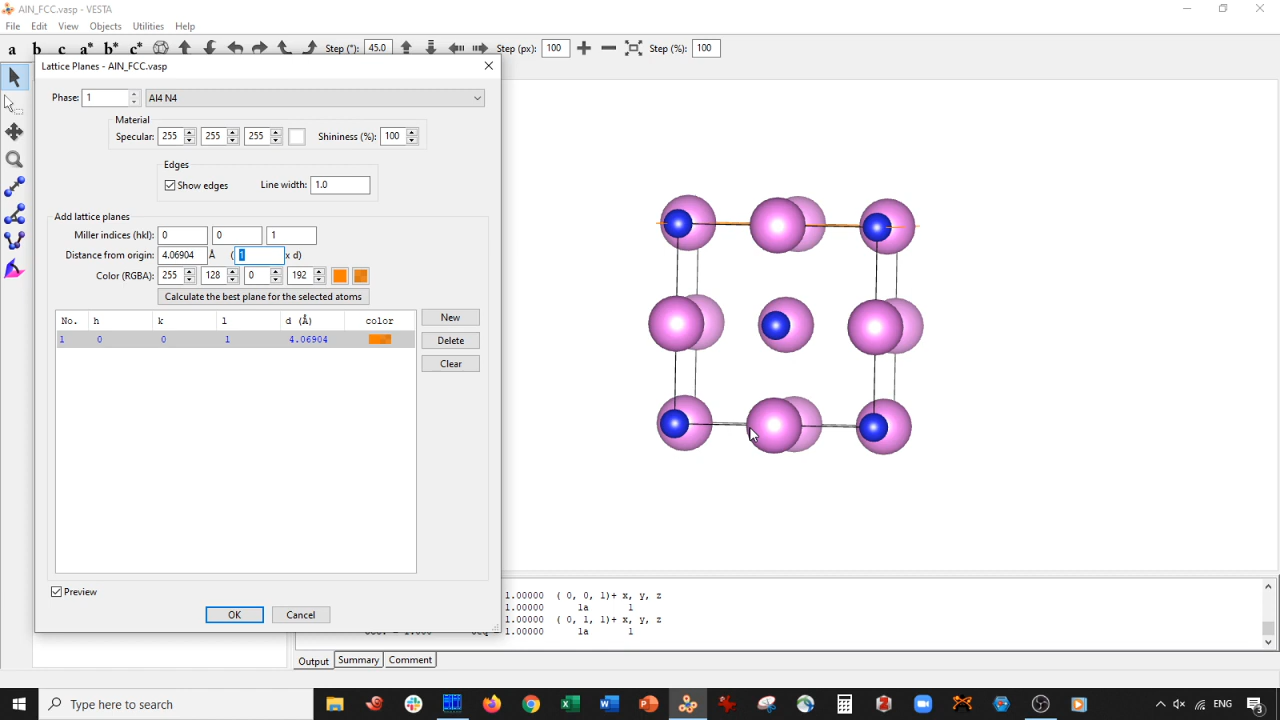 AlN_FCC.vasp - VESTA
File Edit View Objects Utilities Help
a b c a* b* c* Step (°): 45.0 Step (px): 100 Step (%): 100
Lattice Planes - AlN_FCC.vasp
Phase: 1 Al4 N4
Material
Specular: 255 255 255 Shininess (%): 100
Edges
Show edges Line width: 1.0
Add lattice planes
Miller indices (hkl): 0 0 1
Distance from origin: 4.06904 Å ( 1 x d)
Color (RGBA): 255 128 0 192
Calculate the best plane for the selected atoms
No. h k l d (Å) color
1 0 0 1 4.06904
New
Delete
Clear
Preview
OK Cancel
1.00000 ( 0, 0, 1)+ x, y, z
1.00000 1a 1
1.00000 ( 0, 1, 1)+ x, y, z
1.00000 1a 1
Output Summary Comment
Type here to search
ENG
3